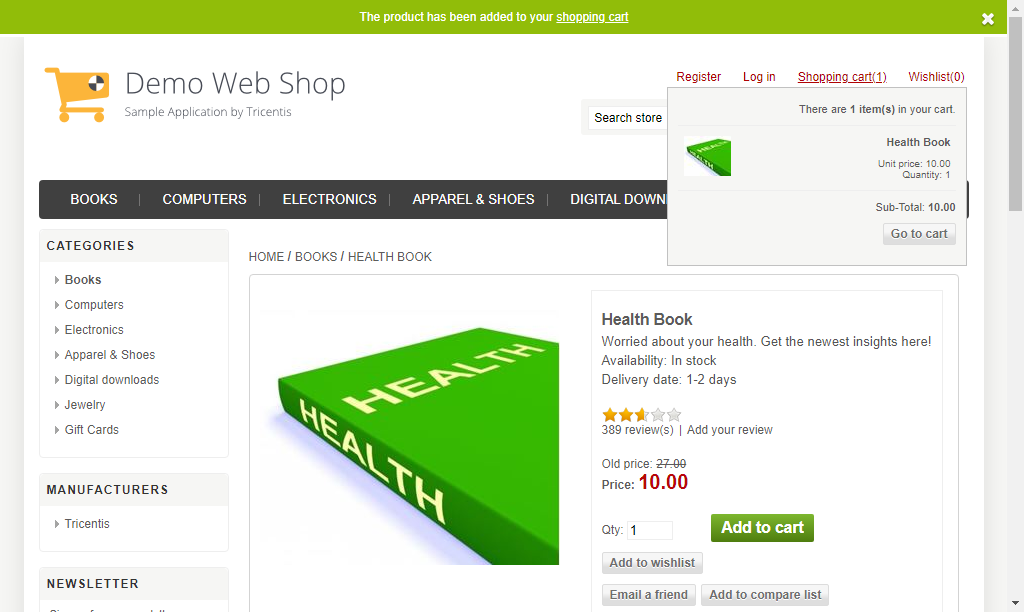 The product has been added to your shopping cart
Demo Web Shop
Sample Application by Tricentis
Register
Log in
Shopping cart(1)
Wishlist(0)
There are 1 item(s) in your cart.
Search store
HEALTH
HEALTH
Health Book
Unit price: 10.00
Quantity: 1
Sub-Total: 10.00
Go to cart
BOOKS
COMPUTERS
ELECTRONICS
APPAREL & SHOES
DIGITAL DOWN
CATEGORIES
Books
Computers
Electronics
Apparel & Shoes
Digital downloads
Jewelry
Gift Cards
MANUFACTURERS
Tricentis
NEWSLETTER
HOME / BOOKS / HEALTH BOOK
HEALTH
HEALTH
Health Book
Worried about your health. Get the newest insights here!
Availability: In stock
Delivery date: 1-2 days
389 review(s) | Add your review
Old price: 27.00
Price: 10.00
Qty: 1
Add to cart
Add to wishlist
Email a friend
Add to compare list